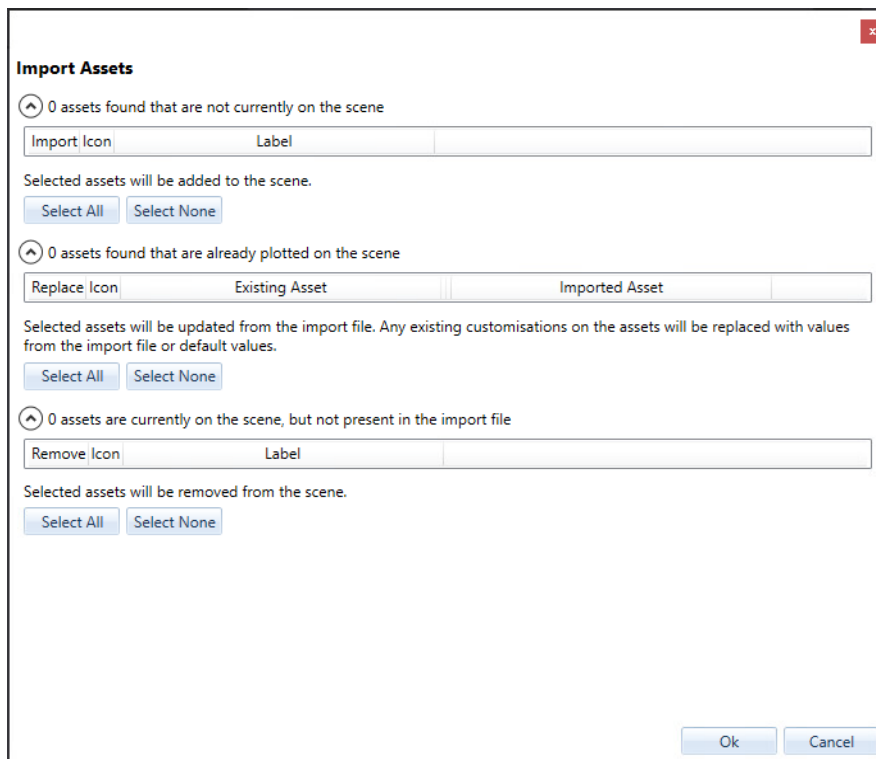 x
Import Assets
0 assets found that are not currently on the scene
Import Icon Label
Selected assets will be added to the scene.
Select All Select None
0 assets found that are already plotted on the scene
Replace Icon Existing Asset Imported Asset
Selected assets will be updated from the import file. Any existing customisations on the assets will be replaced with values
from the import file or default values.
Select All Select None
0 assets are currently on the scene, but not present in the import file
Remove Icon Label
Selected assets will be removed from the scene.
Select All Select None
Ok Cancel